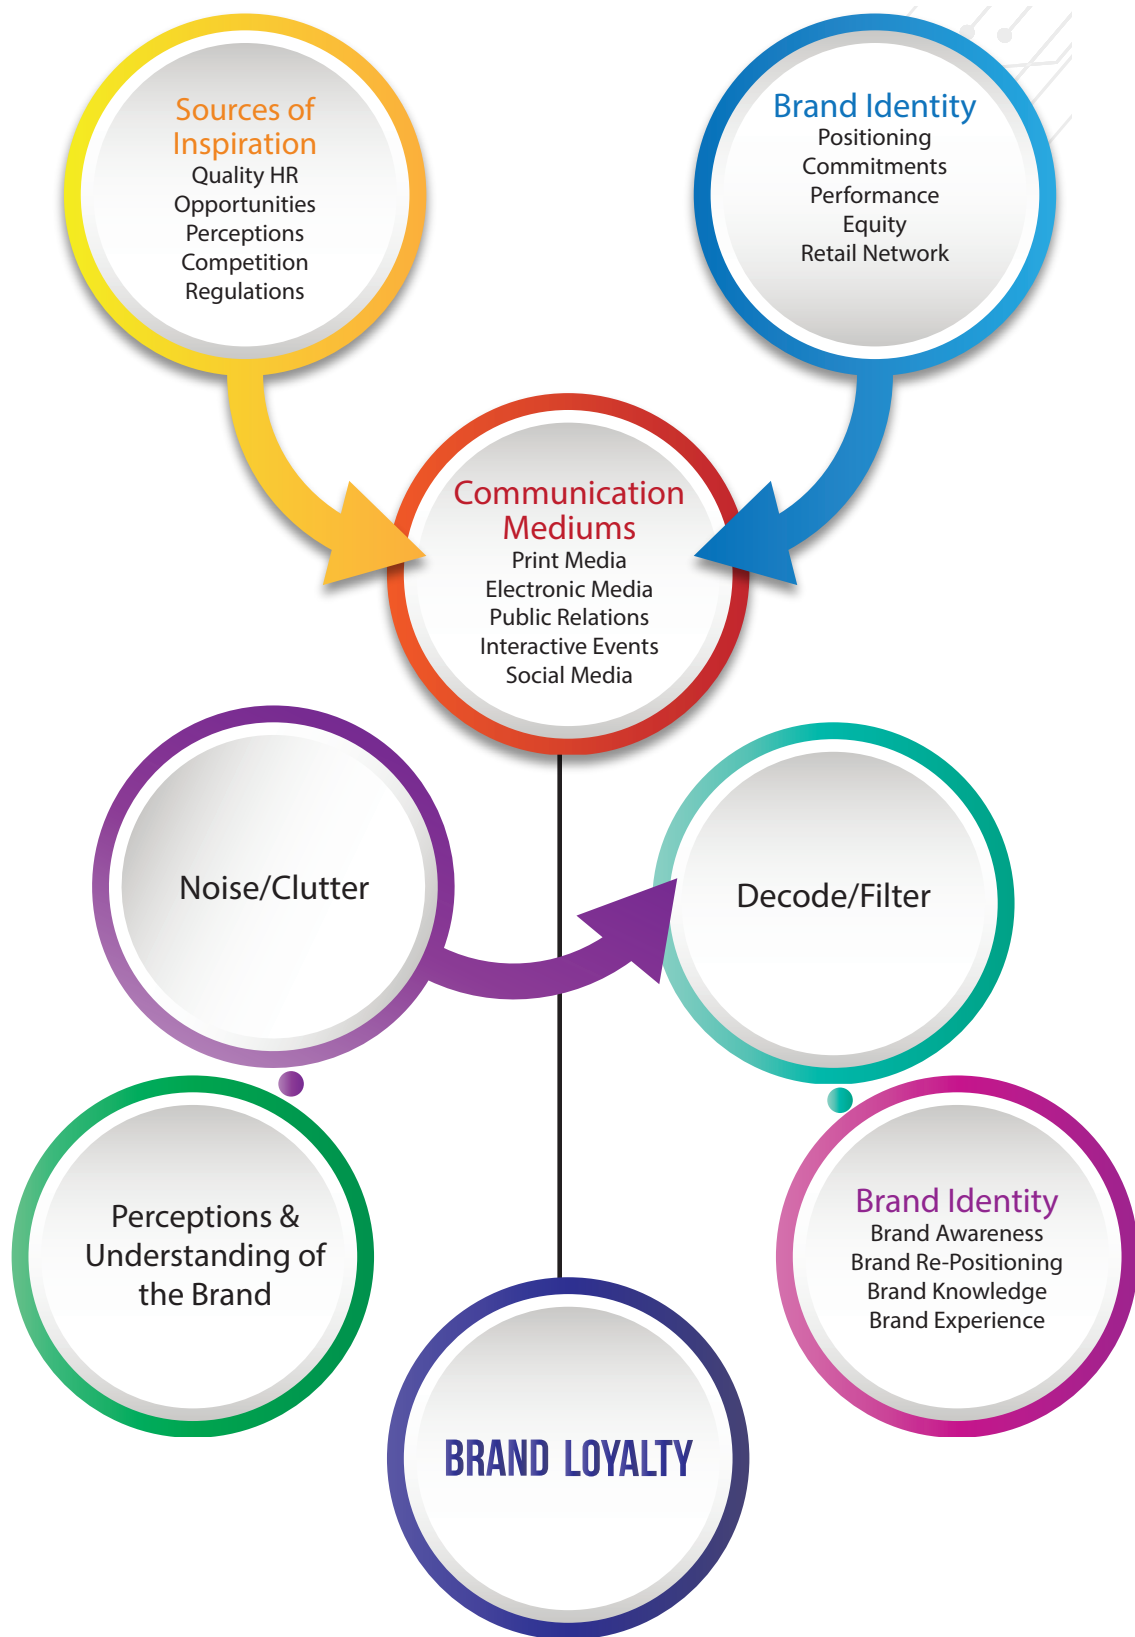 Sources of
Inspiration
Quality HR
Opportunities
Perceptions
Competition
Regulations
Brand Identity
Positioning
Commitments
Performance
Equity
Retail Network
Communication
Mediums
Print Media
Electronic Media
Public Relations
Interactive Events
Social Media
Noise/Clutter
Decode/Filter
Perceptions &
Understanding of
the Brand
Brand Identity
Brand Awareness
Brand Re-Positioning
Brand Knowledge
Brand Experience
BRAND LOYALTY